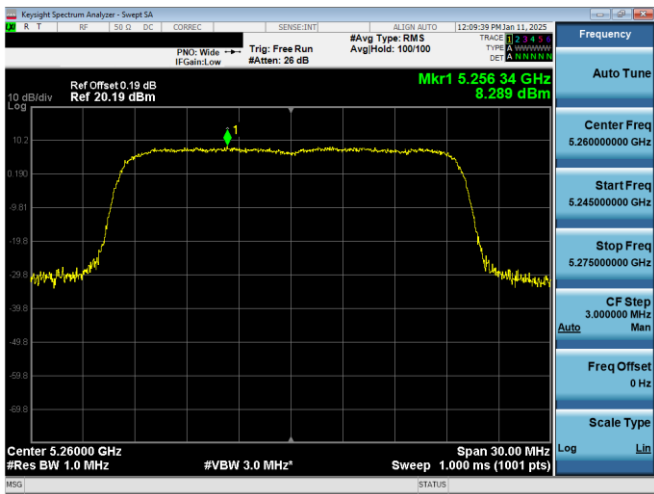 Keysight Spectrum Analyzer - Swept SA
R T RF 50 Ω DC CORREC SENSE:INT ALIGN AUTO 12:09:39 PM Jan 11, 2025
PNO: Wide
IFGain:Low
Trig: Free Run
#Atten: 26 dB
#Avg Type: RMS
Avg|Hold: 100/100
TRACE 1 2 3 4 5 6
TYPE A WWWWW
DET A N N N N N
Frequency
Mkr1 5.256 34 GHz
8.289 dBm
Ref Offset 0.19 dB
10 dB/div Ref 20.19 dBm
Log
1
10.2
0.190
-9.81
-19.8
-29.8
-39.8
-49.8
-59.8
-69.8
Center 5.26000 GHz Span 30.00 MHz
#Res BW 1.0 MHz #VBW 3.0 MHz* Sweep 1.000 ms (1001 pts)
Auto Tune
Center Freq
5.260000000 GHz
Start Freq
5.245000000 GHz
Stop Freq
5.275000000 GHz
CF Step
3.000000 MHz
Auto Man
Freq Offset
0 Hz
Scale Type
Log Lin
MSG STATUS